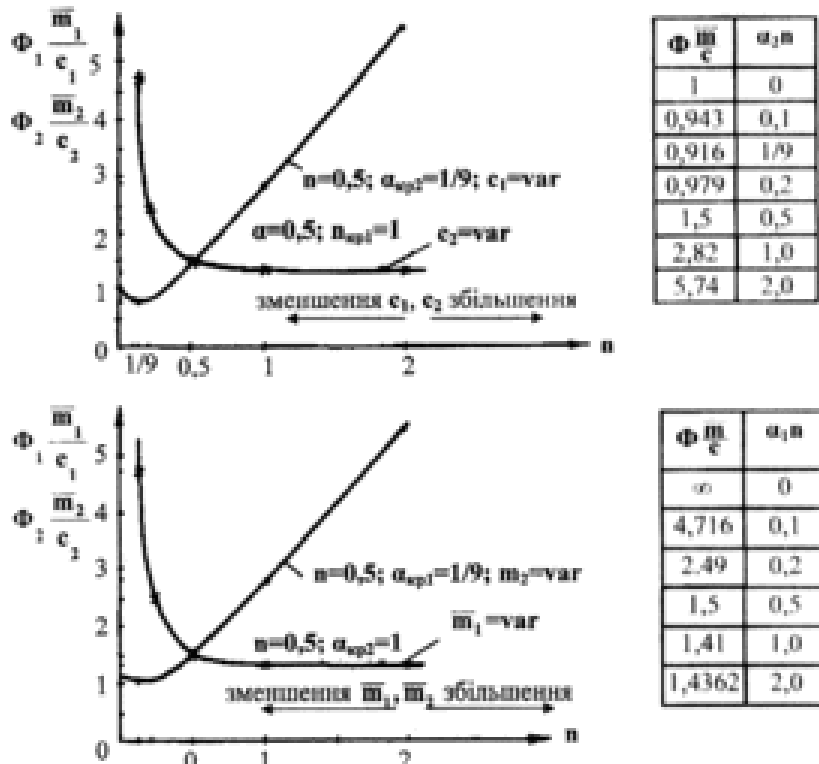 Φ₁ m̄₁/c₁
Φ₂ m̄₂/c₂
5
4
3
2
1
0
n=0,5; αкр2=1/9; c₁=var
α=0,5; nкр1=1
c₂=var
зменшення c₁, c₂ збільшення
1/9 0,5 1 2 n
Φ m̄/c α₂n
1 0
0,943 0,1
0,916 1/9
0,979 0,2
1,5 0,5
2,82 1,0
5,74 2,0
Φ₁ m̄₁/c₁
Φ₂ m̄₂/c₂
5
4
3
2
1
0
n=0,5; αкр1=1/9; m₂=var
n=0,5; αкр2=1
m̄₁=var
зменшення m̄₁, m̄₂ збільшення
0 1 2 n
Φ m/c α₁n
∞ 0
4,716 0,1
2.49 0,2
1,5 0,5
1,41 1,0
1,4362 2,0